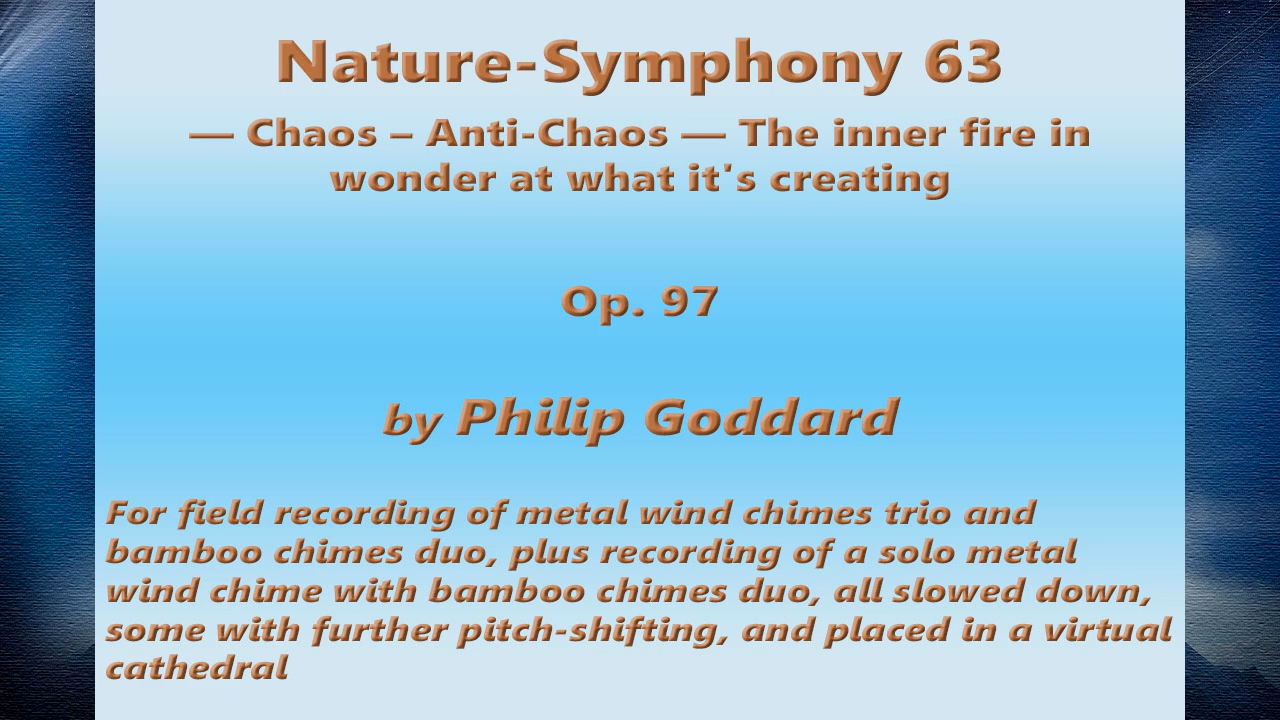 Nature-Symphony 63
— Chaos – Anti-Chaos — The inner fire in
wonder at what it's creating
Op. 97
by Philip Goddard
For field recording of metal wind chimes trio and
bamboo chimes duo, plus recording of a solo metal
wind chime with bamboo chimes duo, all slowed down,
some with further pitch-shifting, and placed in a virtual
cathedral